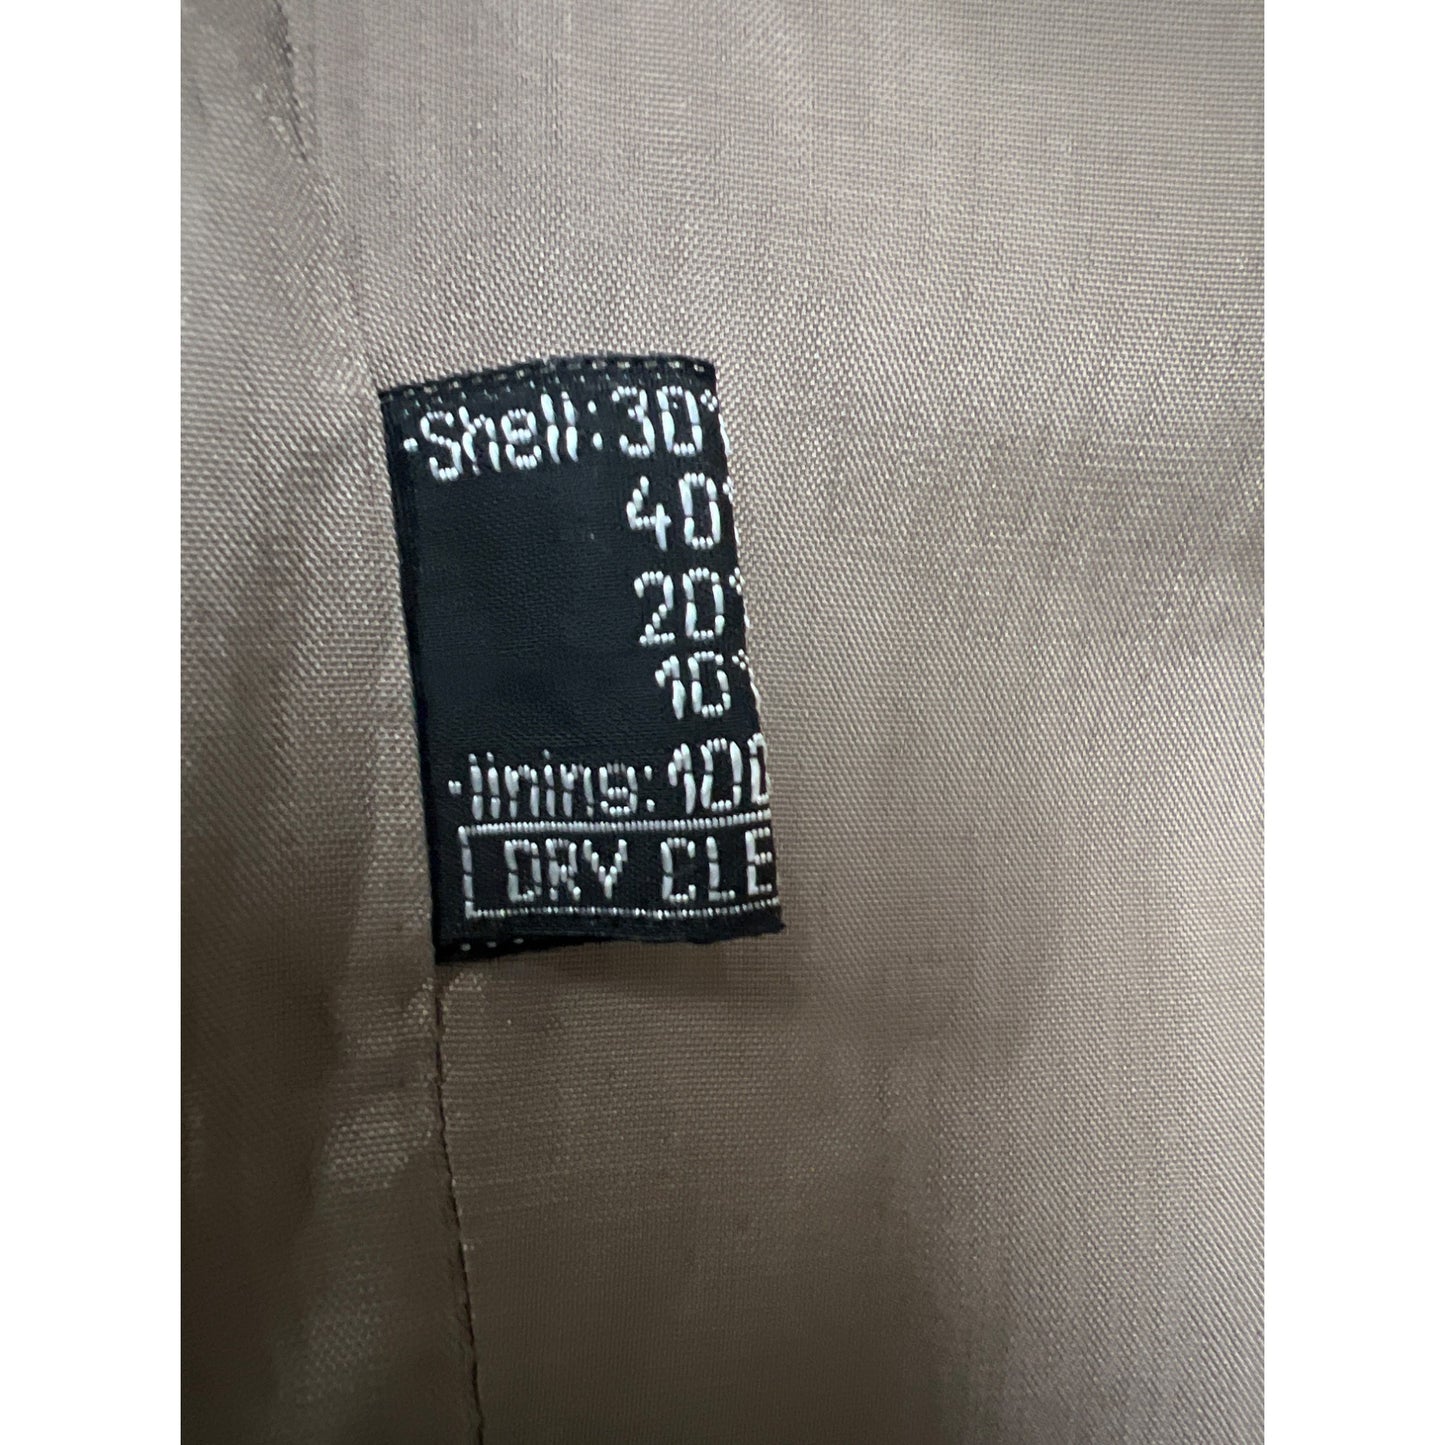 ·Shell: 30%
40%
20%
10%
·lining: 100
DRY CLE